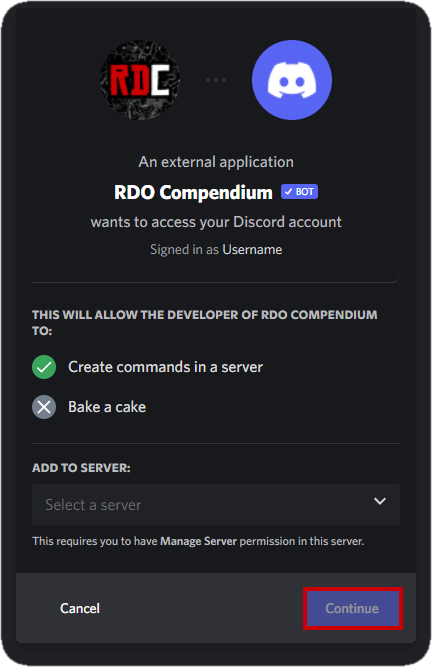 RDC
An external application
RDO Compendium
BOT
wants to access your Discord account
Signed in as Username
THIS WILL ALLOW THE DEVELOPER OF RDO COMPENDIUM
TO:
Create commands in a server
Bake a cake
ADD TO SERVER:
Select a server
This requires you to have Manage Server permission in this server.
Cancel
Continue